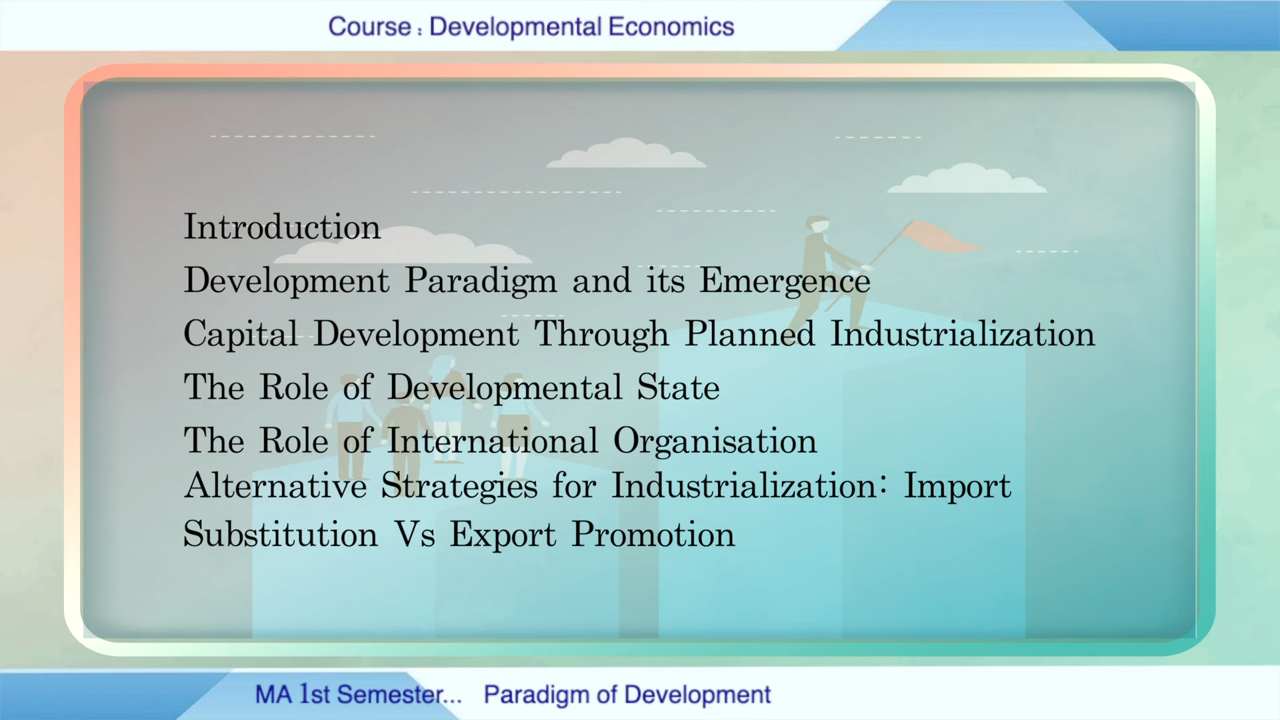 Course : Developmental Economics
Introduction
Development Paradigm and its Emergence
Capital Development Through Planned Industrialization
The Role of Developmental State
The Role of International Organisation
Alternative Strategies for Industrialization: Import
Substitution Vs Export Promotion
MA 1st Semester... Paradigm of Development